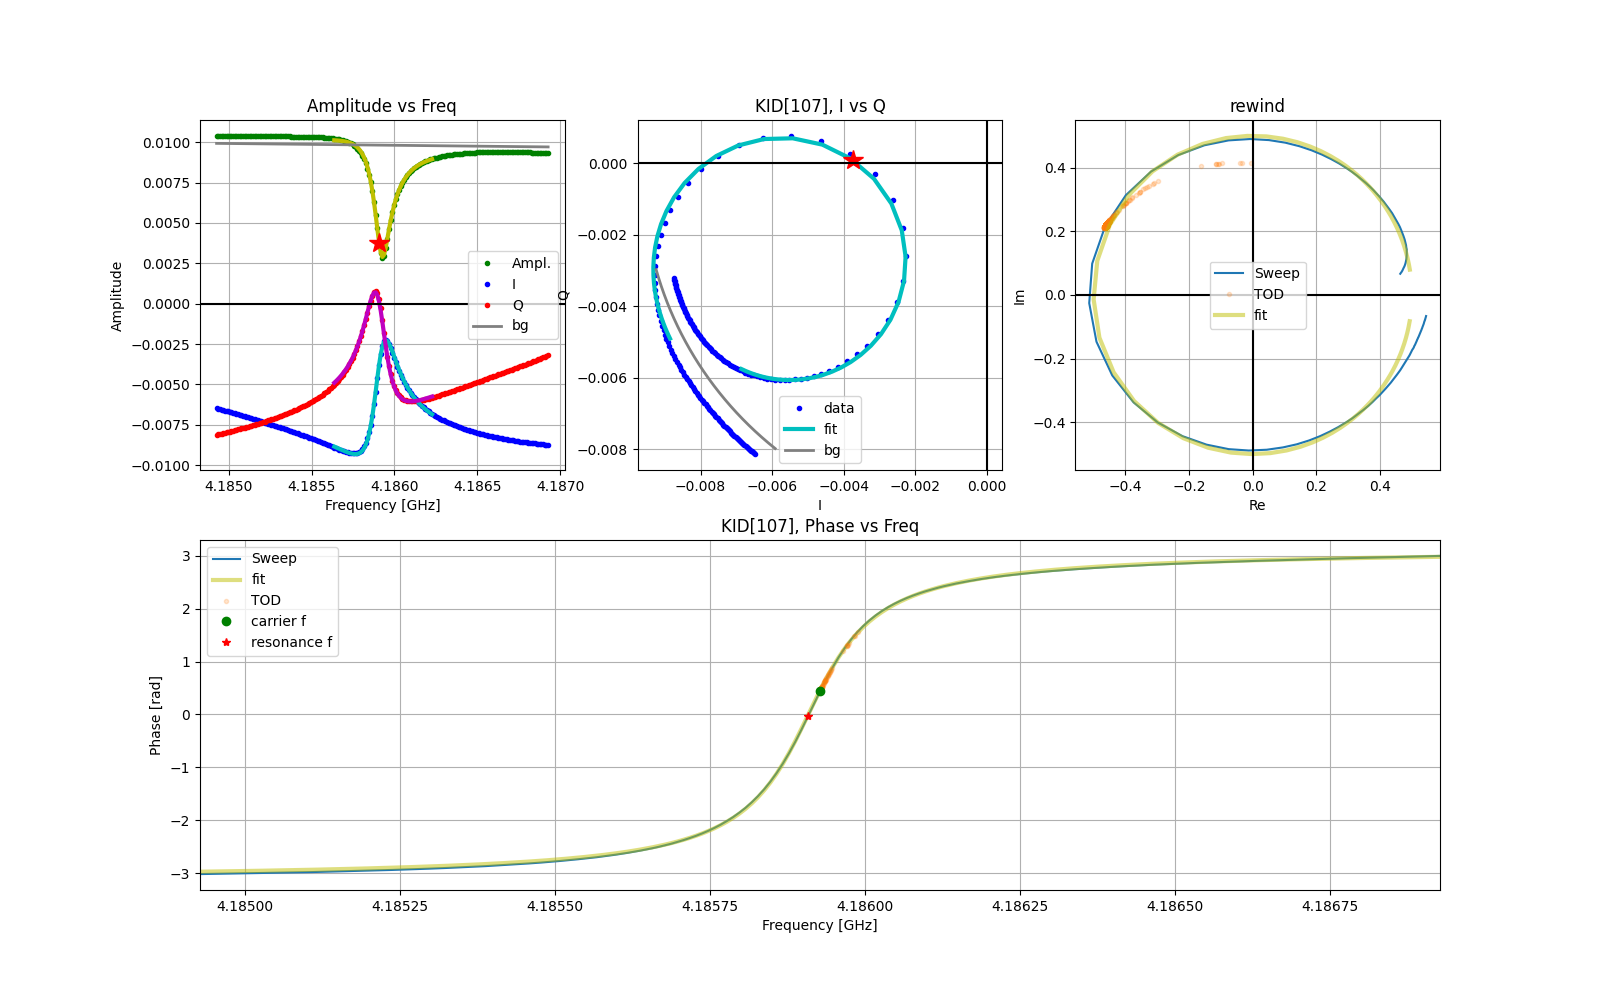 Amplitude vs Freq
Amplitude
0.0100
0.0075
0.0050
0.0025
0.0000
−0.0025
−0.0050
−0.0075
−0.0100
Ampl.
I
Q
bg
4.1850 4.1855 4.1860 4.1865 4.1870
Frequency [GHz]
KID[107], I vs Q
Q
0.000
−0.002
−0.004
−0.006
−0.008
data
fit
bg
−0.008 −0.006 −0.004 −0.002 0.000
I
rewind
Im
0.4
0.2
0.0
−0.2
−0.4
Sweep
TOD
fit
−0.4 −0.2 0.0 0.2 0.4
Re
KID[107], Phase vs Freq
Phase [rad]
3
2
1
0
−1
−2
−3
Sweep
fit
TOD
carrier f
resonance f
4.18500 4.18525 4.18550 4.18575 4.18600 4.18625 4.18650 4.18675
Frequency [GHz]